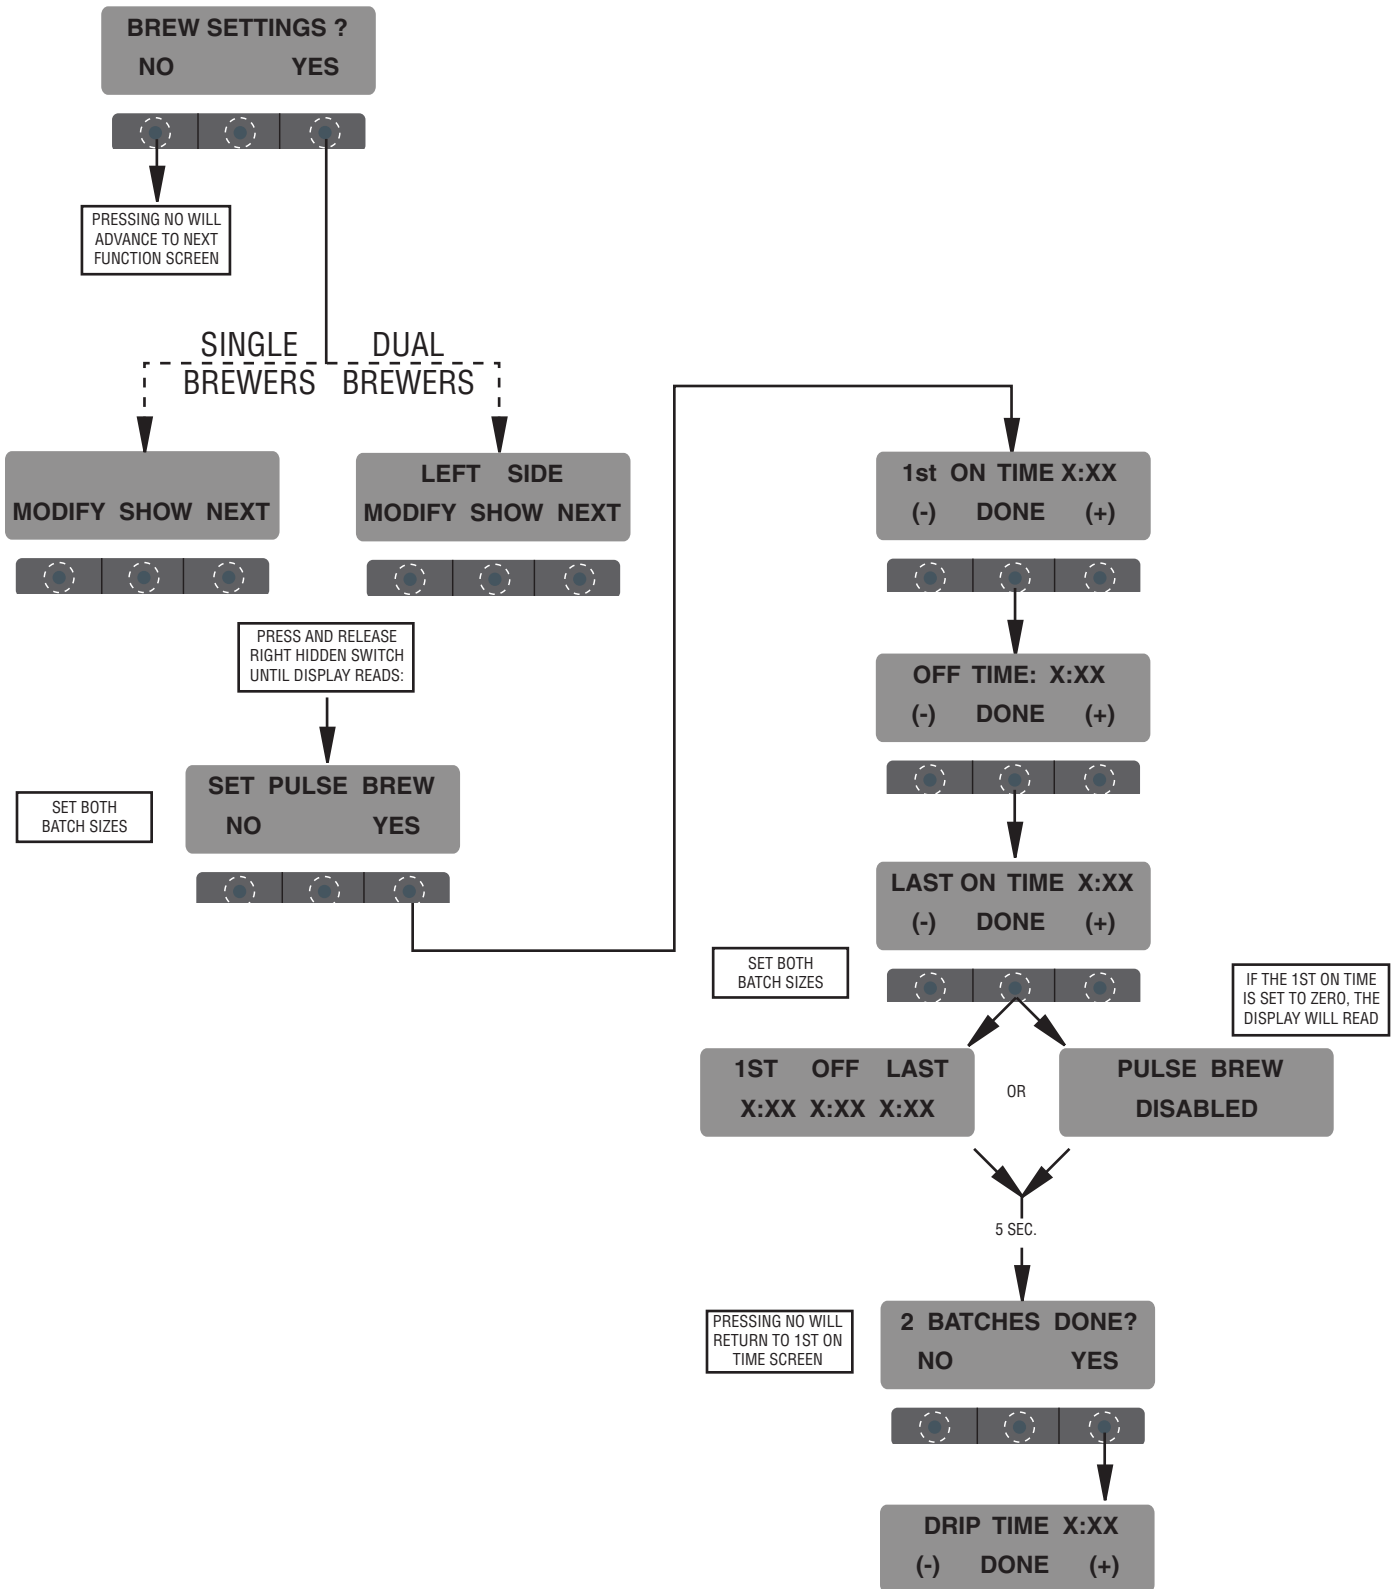 BREW SETTINGS ?
NO YES
PRESSING NO WILL
ADVANCE TO NEXT
FUNCTION SCREEN
SINGLE
BREWERS
DUAL
BREWERS
MODIFY SHOW NEXT
LEFT SIDE
MODIFY SHOW NEXT
PRESS AND RELEASE
RIGHT HIDDEN SWITCH
UNTIL DISPLAY READS:
SET BOTH
BATCH SIZES
SET PULSE BREW
NO YES
1st ON TIME X:XX
(-) DONE (+)
OFF TIME: X:XX
(-) DONE (+)
LAST ON TIME X:XX
(-) DONE (+)
SET BOTH
BATCH SIZES
IF THE 1ST ON TIME
IS SET TO ZERO, THE
DISPLAY WILL READ
1ST OFF LAST
X:XX X:XX X:XX
OR
PULSE BREW
DISABLED
5 SEC.
PRESSING NO WILL
RETURN TO 1ST ON
TIME SCREEN
2 BATCHES DONE?
NO YES
DRIP TIME X:XX
(-) DONE (+)